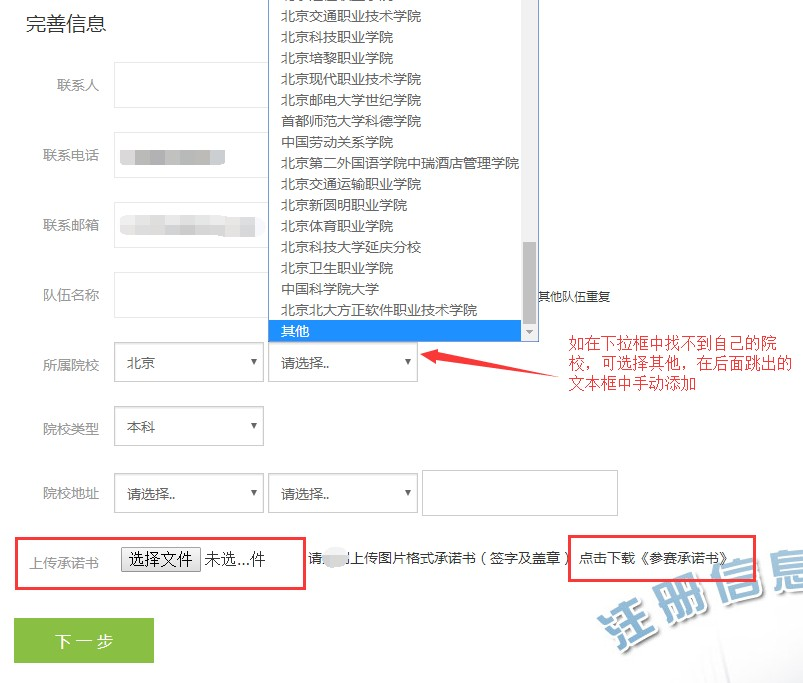 完善信息
北京交通职业技术学院
北京科技职业学院
北京培黎职业学院
联系人
北京现代职业技术学院
北京邮电大学世纪学院
首都师范大学科德学院
中国劳动关系学院
联系电话
北京第二外国语学院中瑞酒店管理学院
北京交通运输职业学院
北京新圆明职业学院
联系邮箱
北京体育职业学院
北京科技大学延庆分校
北京卫生职业学院
中国科学院大学
队伍名称
其他队伍重复
北京北大方正软件职业技术学院
其他
所属院校 北京 请选择..
如在下拉框中找不到自己的院
校，可选择其他，在后面跳出的
文本框中手动添加
院校类型 本科
院校地址 请选择.. 请选择..
上传承诺书 选择文件 未选...件 请 上传图片格式承诺书（签字及盖章） 点击下载《参赛承诺书》
注册信息
下一步